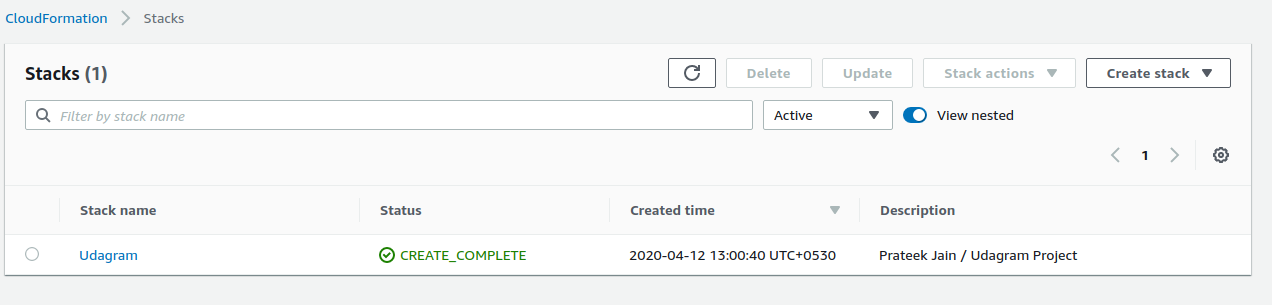 CloudFormation > Stacks
Stacks (1)
Delete
Update
Stack actions
Create stack
Filter by stack name
Active
View nested
1
Stack name Status Created time Description
Udagram CREATE_COMPLETE 2020-04-12 13:00:40 UTC+0530 Prateek Jain / Udagram Project